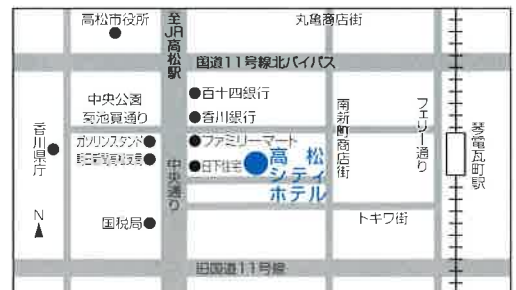 高松市役所
至JR高松駅
丸亀商店街
国道11号線北バイパス
中央公園
菊池寛通り
百十四銀行
香川銀行
南新町商店街
フェリー通り
香川県庁
ガソリンスタンド
ファミリーマート
琴電瓦町駅
中央通り
日下住宅
高松
シティ
ホテル
N
国税局
トキワ街
旧国道11号線